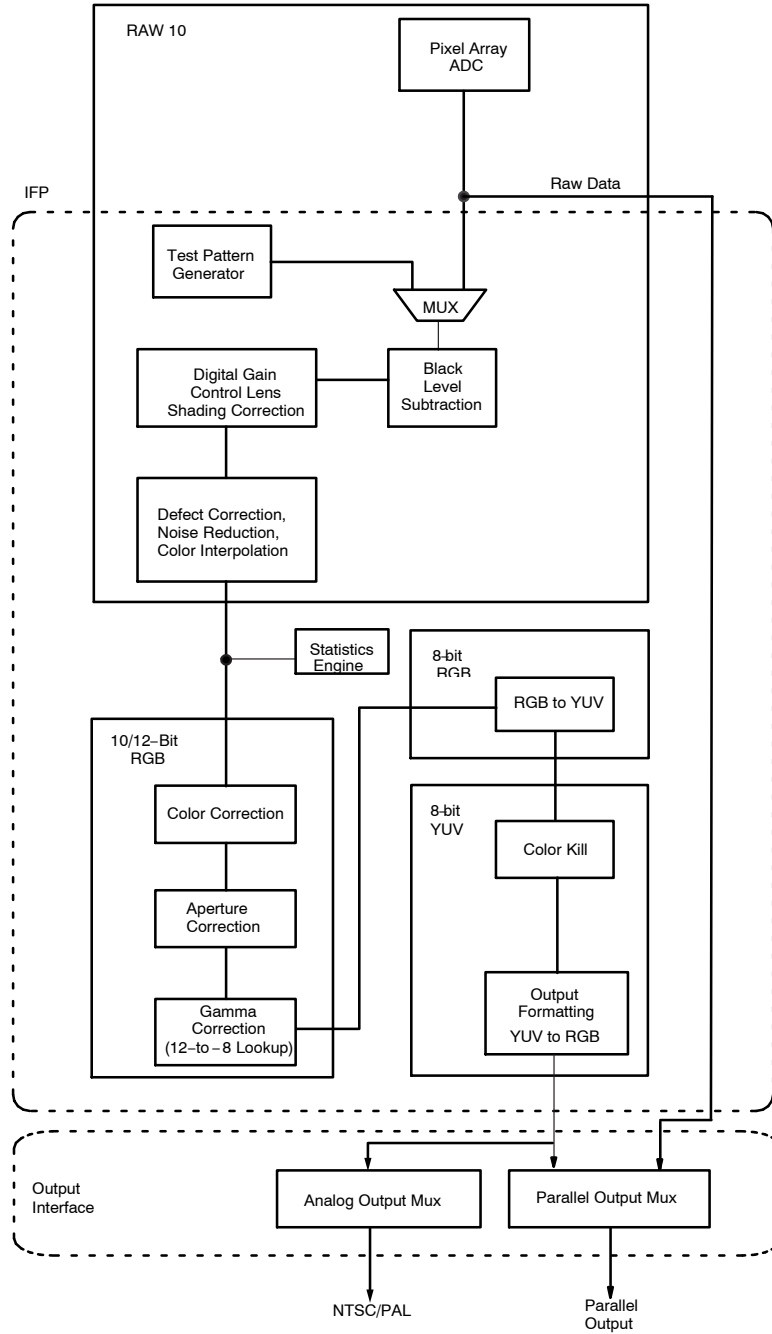 RAW 10
Pixel Array
ADC
IFP
Raw Data
Test Pattern
Generator
MUX
Digital Gain
Control Lens
Shading Correction
Black
Level
Subtraction
Defect Correction,
Noise Reduction,
Color Interpolation
Statistics
Engine
8–bit
RGB
RGB to YUV
10/12–Bit
RGB
Color Correction
8–bit
YUV
Color Kill
Aperture
Correction
Gamma
Correction
(12–to–8 Lookup)
Output
Formatting
YUV to RGB
Output
Interface
Analog Output Mux
Parallel Output Mux
NTSC/PAL
Parallel
Output